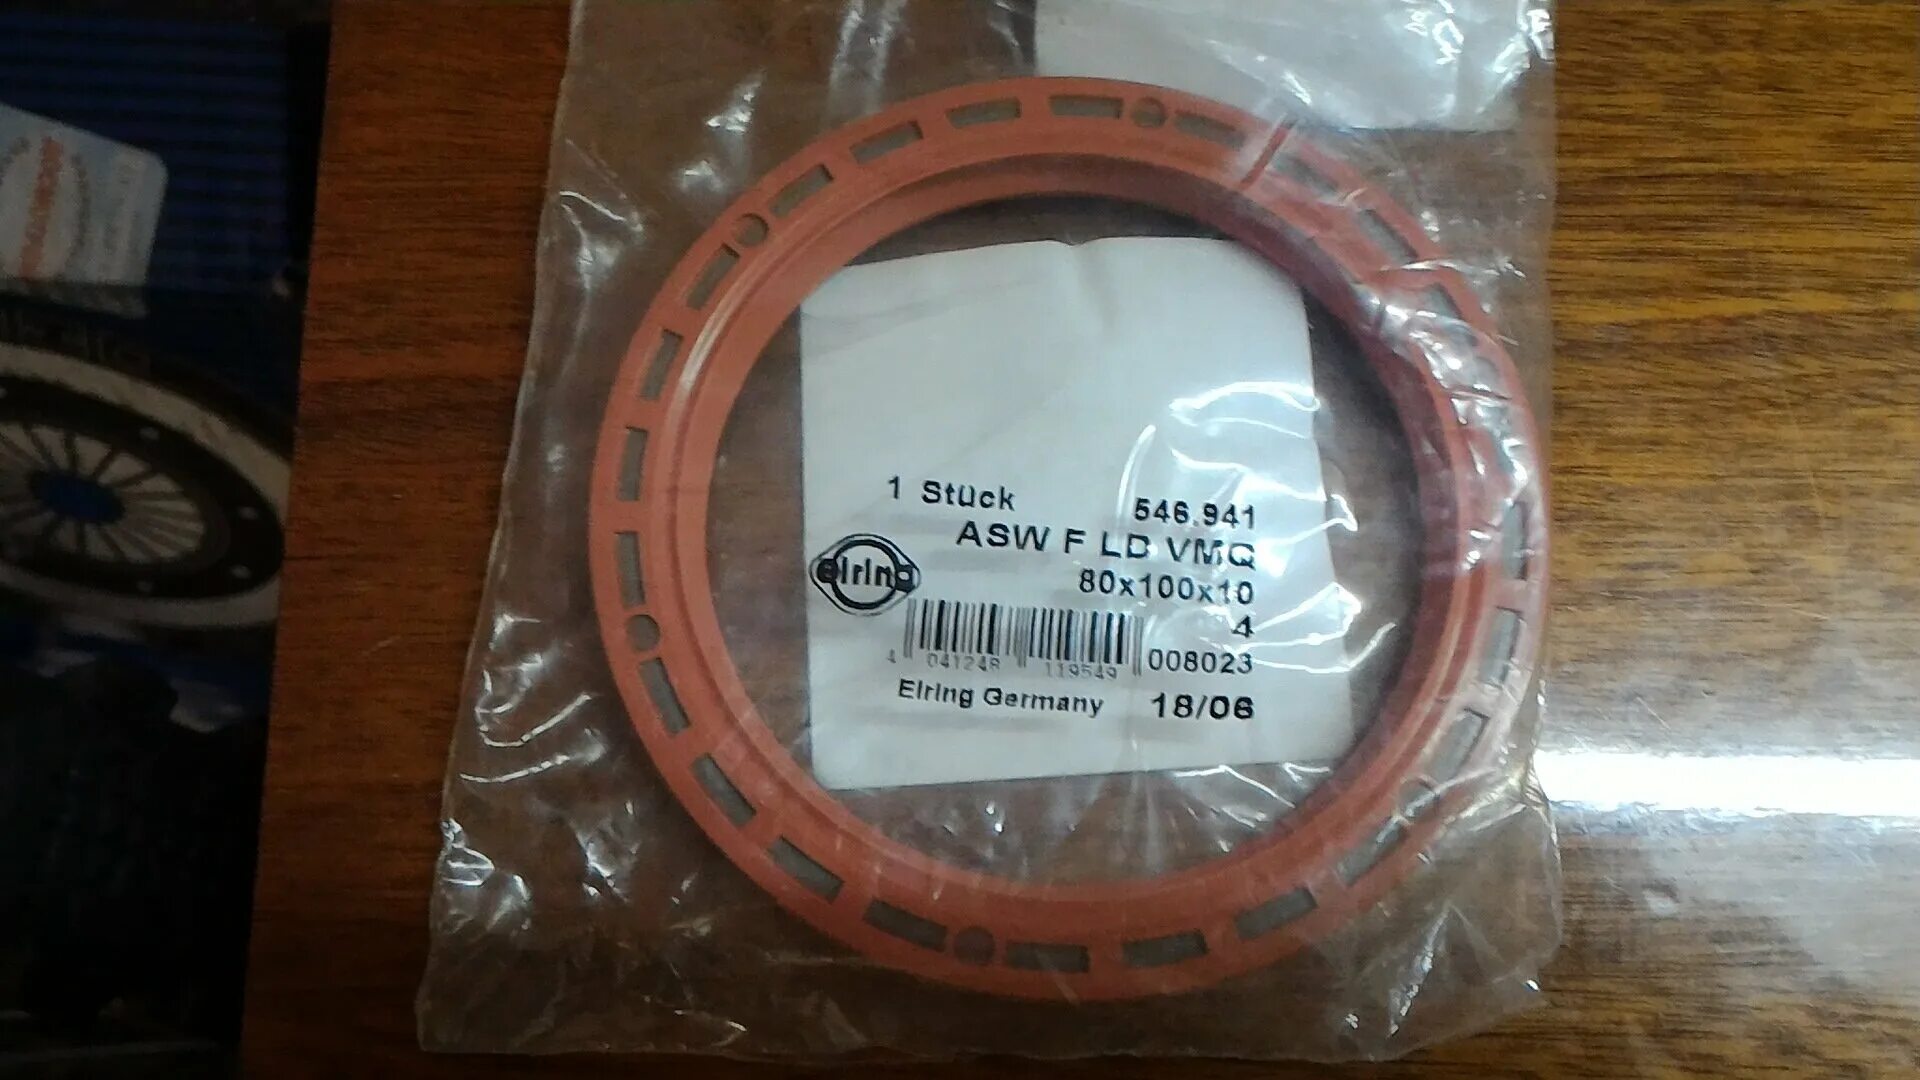 1 Stück 546.941
ASW F LD VMQ
elring
80x100x10
4
4 041248 119549 008023
Elring Germany 18/06